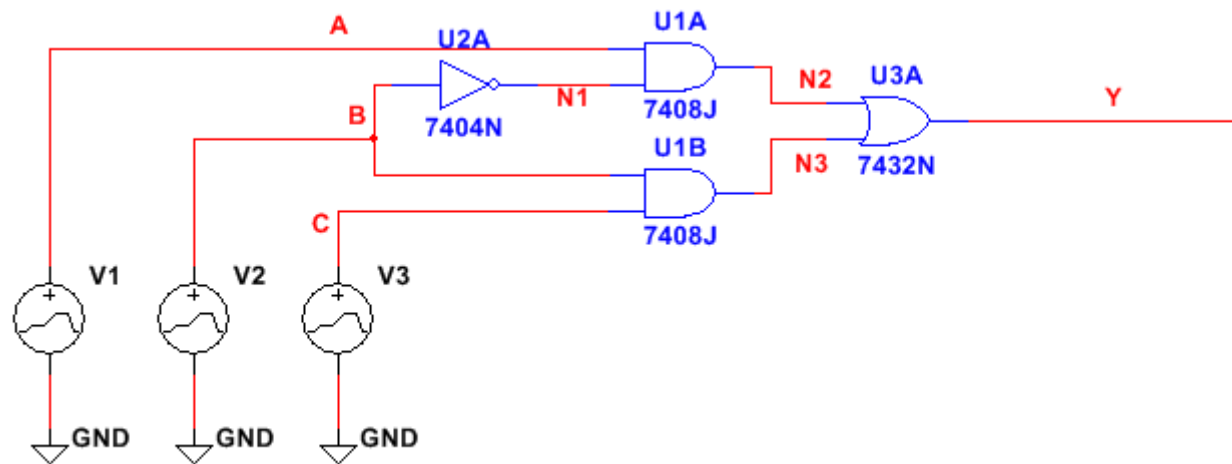 A
U2A
U1A
N1
7404N
7408J
N2
U3A
Y
B
U1B
N3
7432N
C
7408J
V1
V2
V3
+
+
+
GND
GND
GND